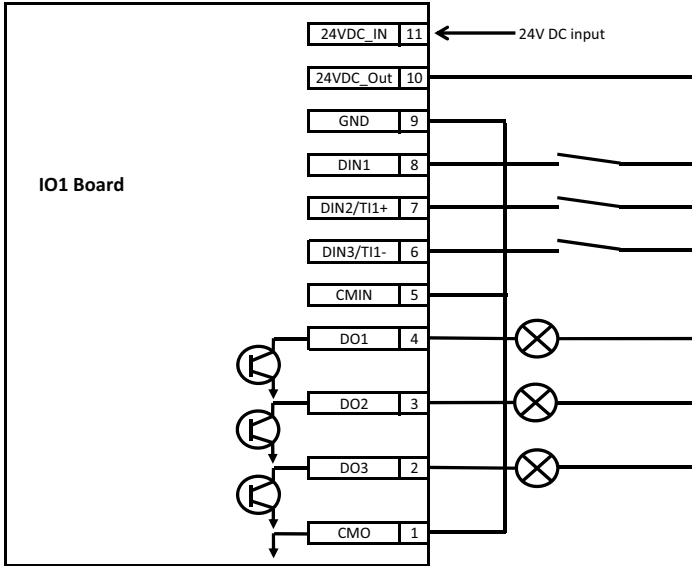 24VDC_IN 11 24V DC input
24VDC_Out 10
GND 9
DIN1 8
IO1 Board
DIN2/TI1+ 7
DIN3/TI1- 6
CMIN 5
DO1 4
DO2 3
DO3 2
CMO 1